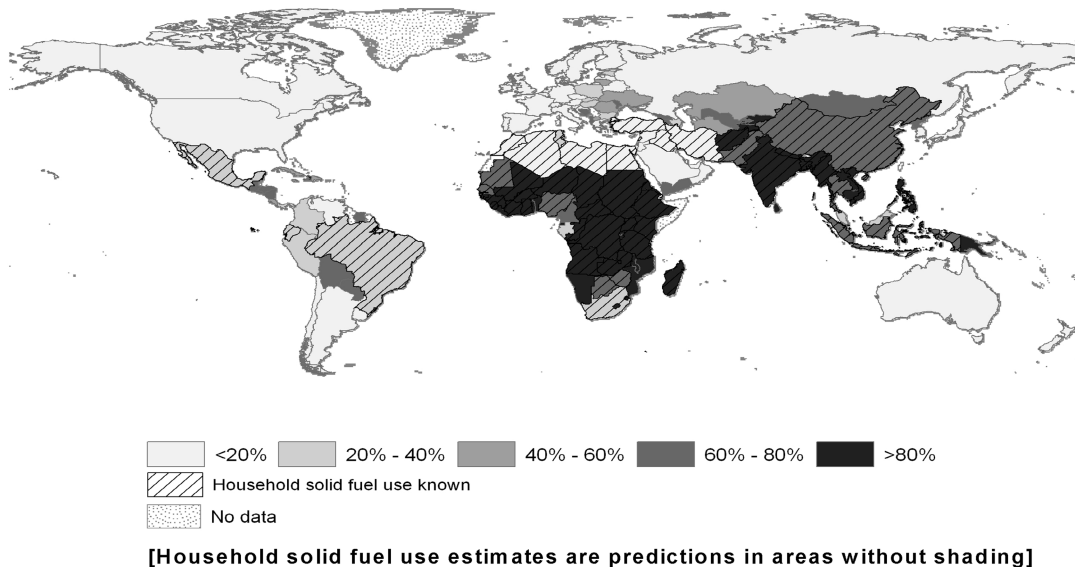 <20% 20% - 40% 40% - 60% 60% - 80% >80%
Household solid fuel use known
No data
[Household solid fuel use estimates are predictions in areas without shading]